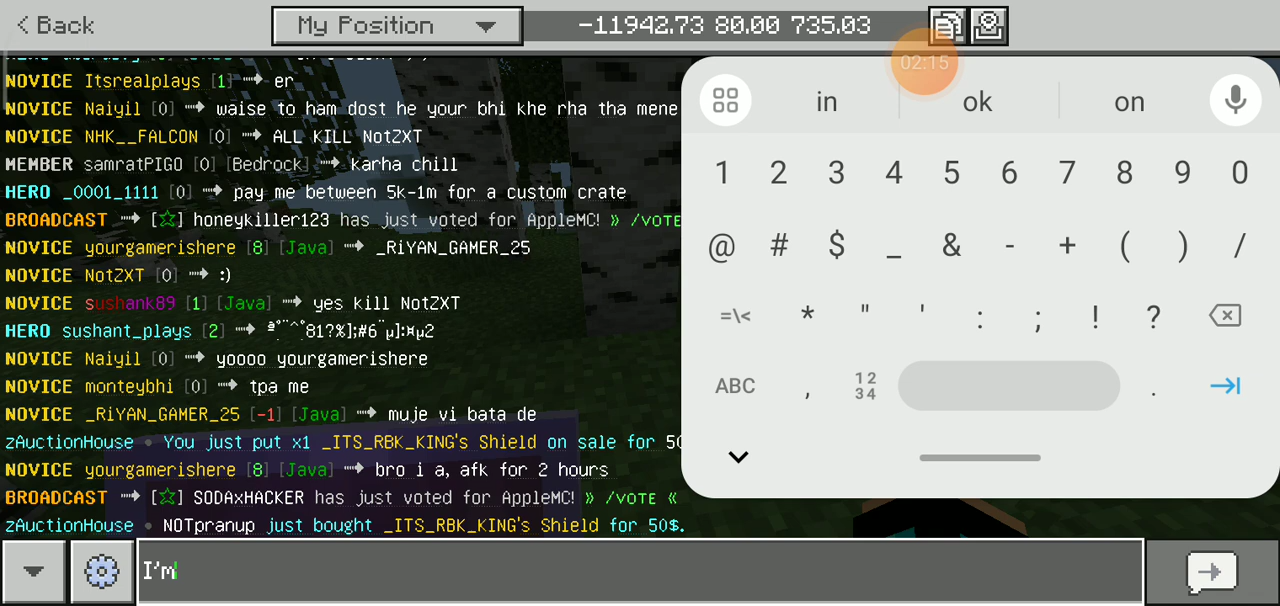 < Back
My Position
-11942.73 80.00 735.03
02:15
NOVICE Itsrealplays [1] er
NOVICE Naiyil [0] waise to ham dost he your bhi khe rha tha mene
NOVICE NHK__FALCON [0] ALL KILL NotZXT
MEMBER samratPIGO [0] [Bedrock] karha chill
HERO _0001_1111 [0] pay me between 5k-1m for a custom crate
BROADCAST [☆] honeykiller123 has just voted for AppleMC! » /VOTE
NOVICE yourgamerishere [8] [Java] _RiYAN_GAMER_25
NOVICE NotZXT [0] :)
NOVICE sushank89 [1] [Java] yes kill NotZXT
HERO sushant_plays [2]
NOVICE Naiyil [0] yoooo yourgamerishere
NOVICE monteybhi [0] tpa me
NOVICE _RiYAN_GAMER_25 [-1] [Java] muje vi bata de
zAuctionHouse • You just put x1 _ITS_RBK_KING's Shield on sale for
NOVICE yourgamerishere [8] [Java] bro i a, afk for 2 hours
BROADCAST [☆] SODAxHACKER has just voted for AppleMC! » /VOTE «
zAuctionHouse • NOTpranup just bought _ITS_RBK_KING's Shield for 50$.
I'm
in ok on
1 2 3 4 5 6 7 8 9 0
@ # $ _ & - + ( ) /
=\< * " ' : ; ! ?
ABC , 12 34 .